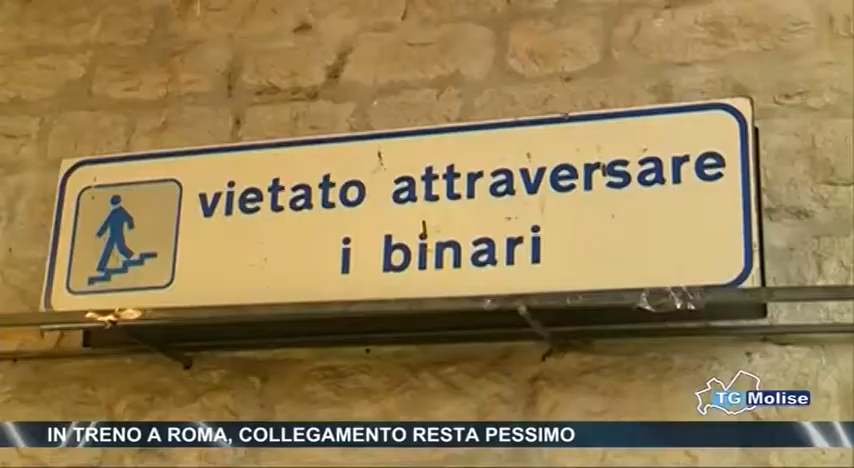 vietato attraversare
i binari
TG Molise
IN TRENO A ROMA, COLLEGAMENTO RESTA PESSIMO